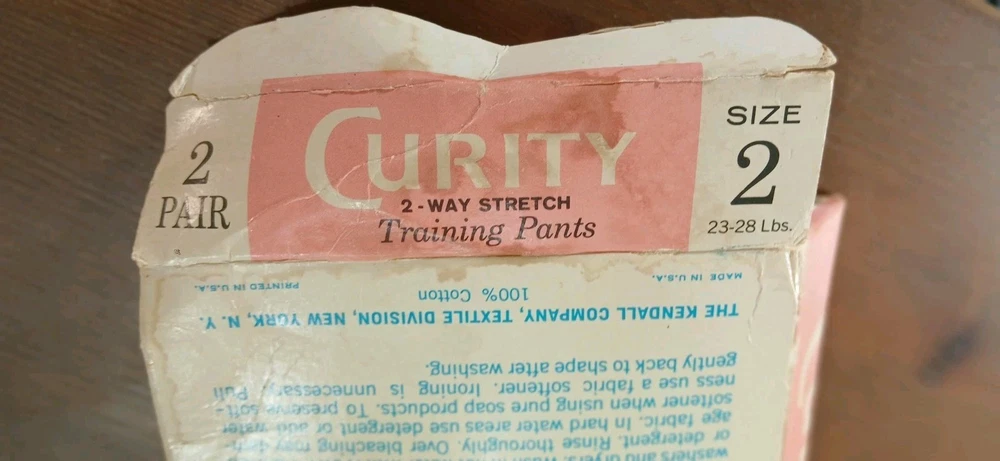 2
PAIR
CURITY
2-WAY STRETCH
Training Pants
SIZE
2
23-28 Lbs.
washers and dryers. Wash in
or detergent. Rinse thoroughly. Over bleaching may dam-
age fabric. In hard water areas use detergent or add water
softener when using pure soap products. To preserve soft-
ness use a fabric softener. Ironing is unnecessary. Pull
gently back to shape after washing.
THE KENDALL COMPANY, TEXTILE DIVISION, NEW YORK, N. Y.
100% Cotton
MADE IN U.S.A.
PRINTED IN U.S.A.